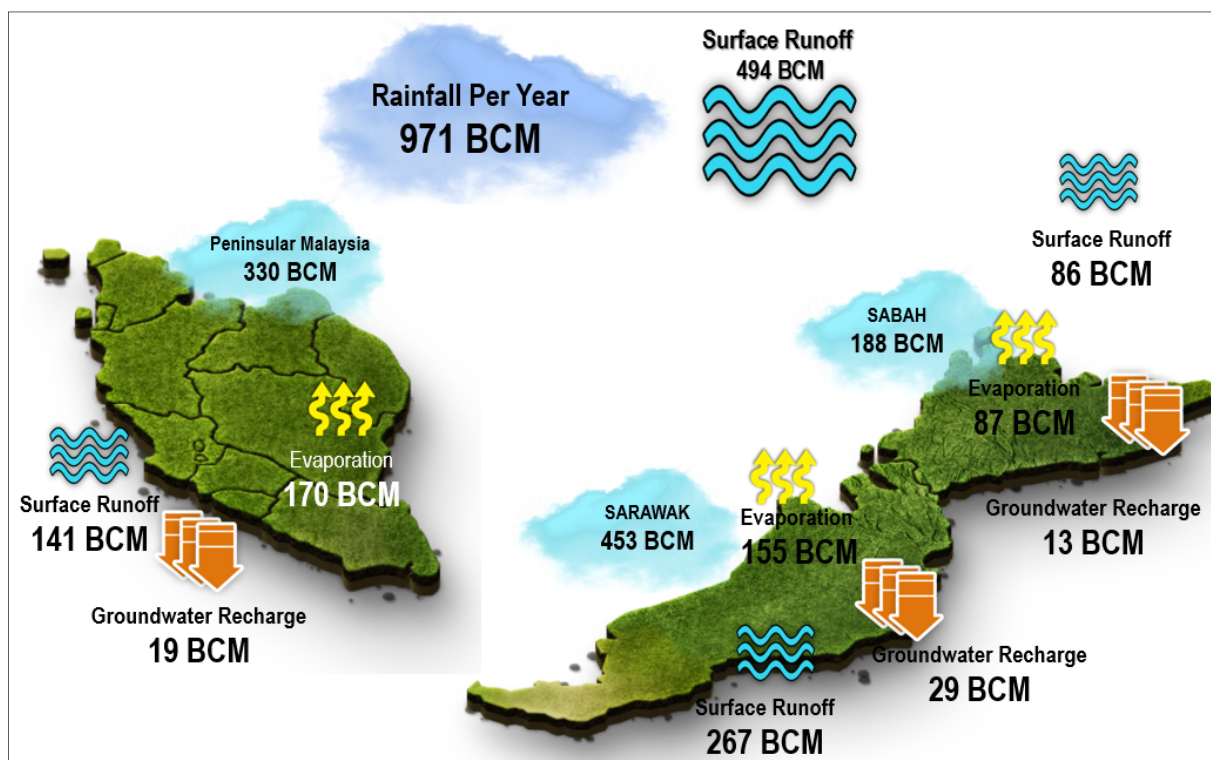 Rainfall Per Year
971 BCM
Surface Runoff
494 BCM
Peninsular Malaysia
330 BCM
Evaporation
170 BCM
Surface Runoff
141 BCM
Groundwater Recharge
19 BCM
SARAWAK
453 BCM
Evaporation
155 BCM
Groundwater Recharge
29 BCM
Surface Runoff
267 BCM
SABAH
188 BCM
Surface Runoff
86 BCM
Evaporation
87 BCM
Groundwater Recharge
13 BCM